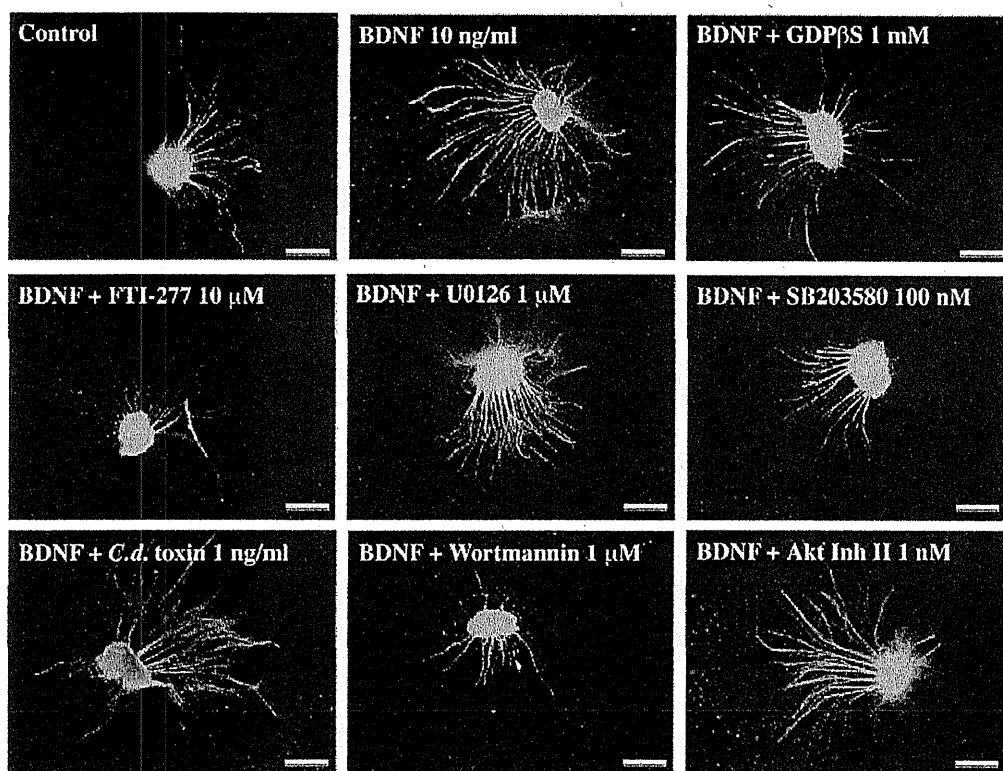 Control
BDNF 10 ng/ml
BDNF + GDPβS 1 mM
BDNF + FTI-277 10 μM
BDNF + U0126 1 μM
BDNF + SB203580 100 nM
BDNF + C.d. toxin 1 ng/ml
BDNF + Wortmannin 1 μM
BDNF + Akt Inh II 1 nM